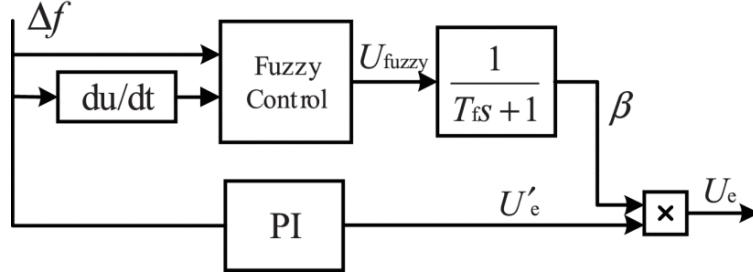 Δf
du/dt
Fuzzy
Control
U_fuzzy
1
T_f s + 1
β
PI
U′_e
×
U_e